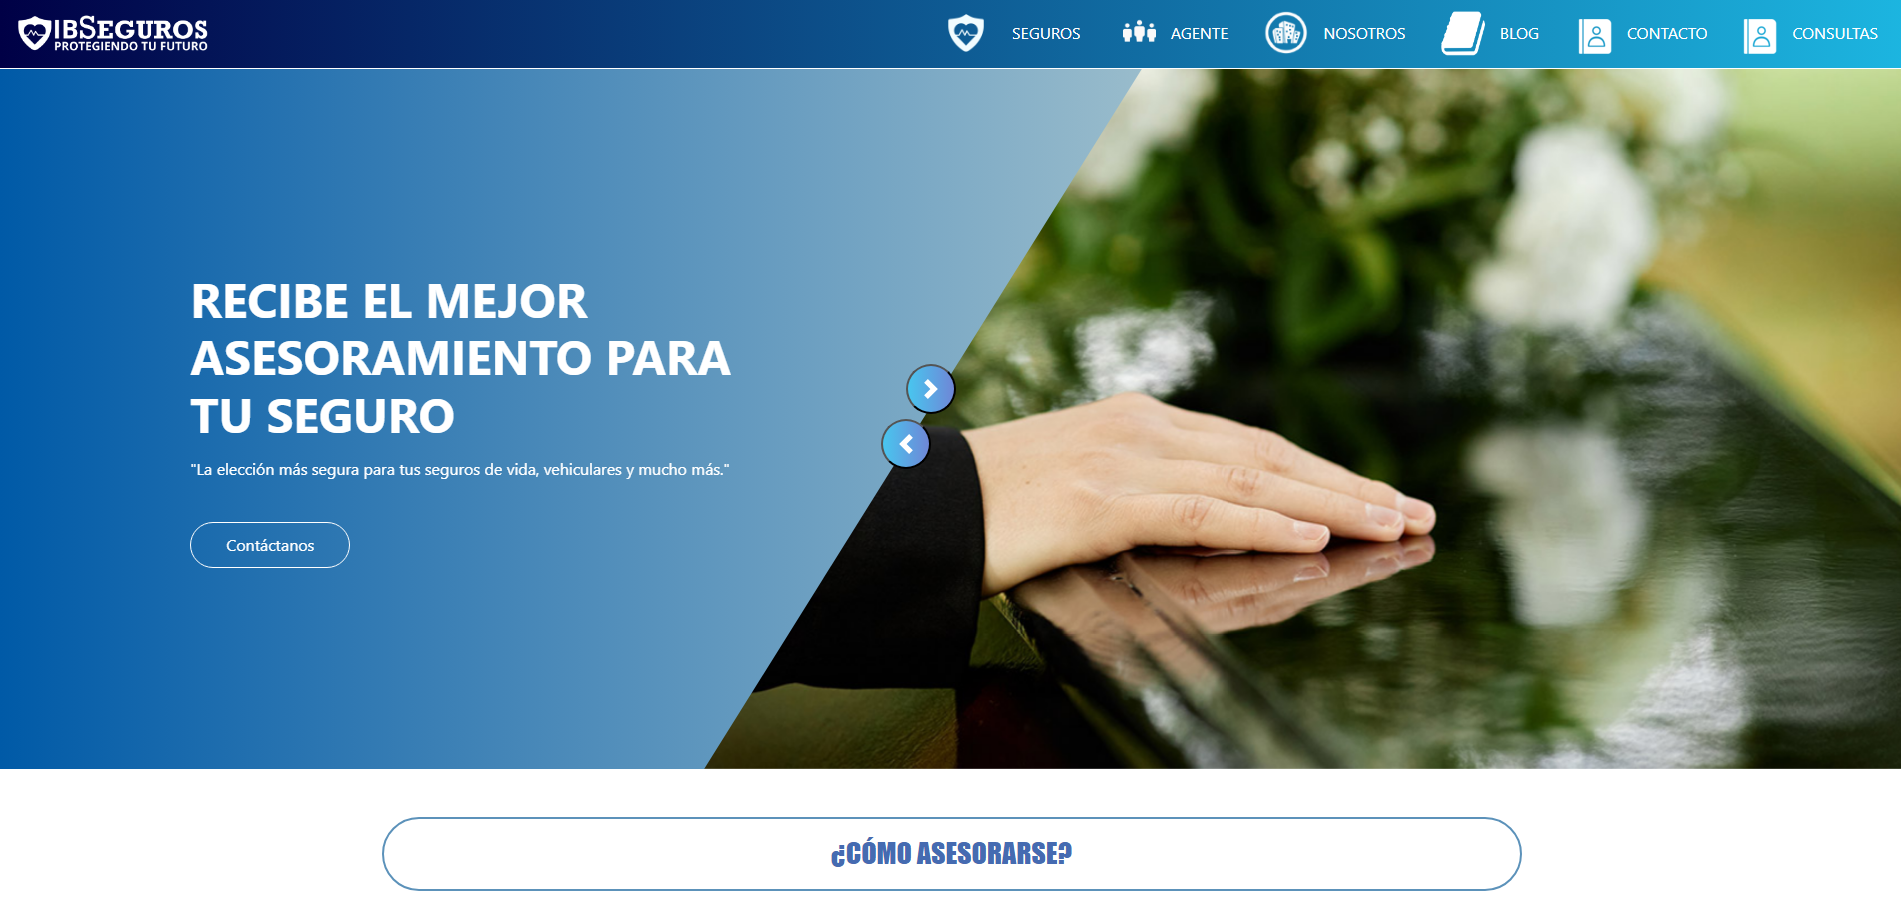 IBSEGUROS
PROTEGIENDO TU FUTURO
SEGUROS
AGENTE
NOSOTROS
BLOG
CONTACTO
CONSULTAS
RECIBE EL MEJOR
ASESORAMIENTO PARA
TU SEGURO
"La elección más segura para tus seguros de vida, vehiculares y mucho más."
Contáctanos
¿CÓMO ASESORARSE?